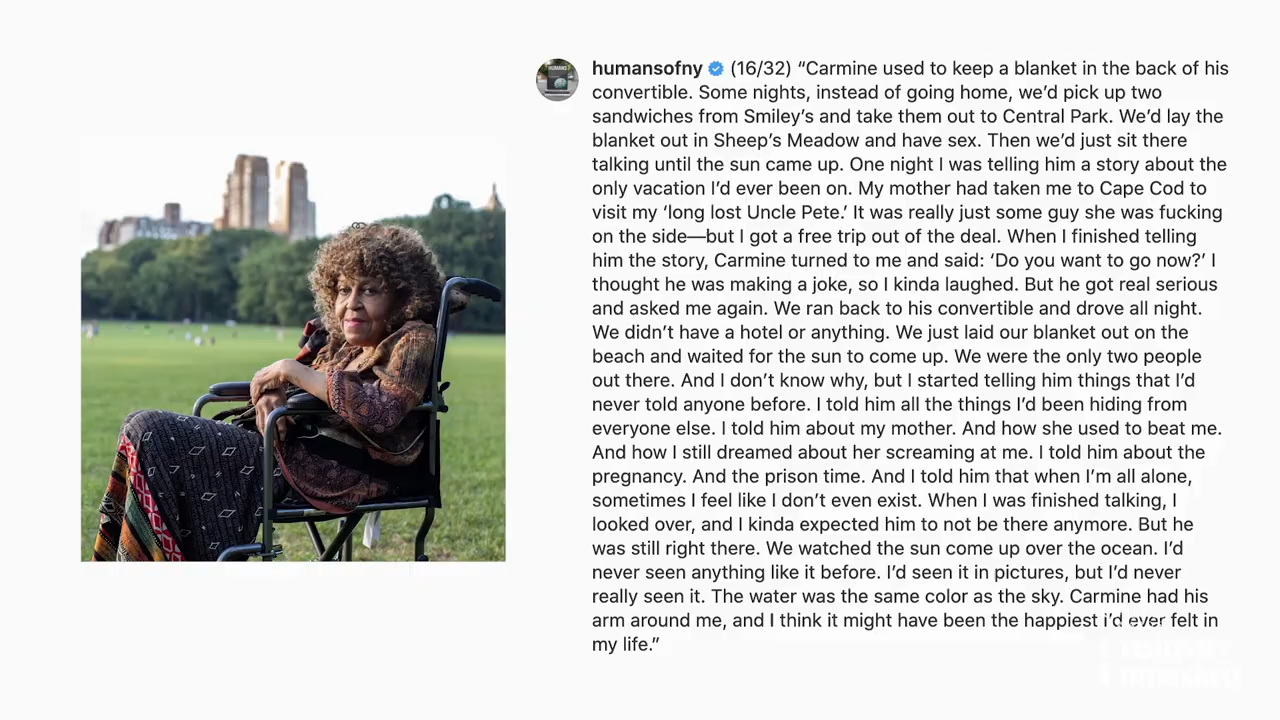 humansofny (16/32) “Carmine used to keep a blanket in the back of his
convertible. Some nights, instead of going home, we’d pick up two
sandwiches from Smiley’s and take them out to Central Park. We’d lay the
blanket out in Sheep’s Meadow and have sex. Then we’d just sit there
talking until the sun came up. One night I was telling him a story about the
only vacation I’d ever been on. My mother had taken me to Cape Cod to
visit my ‘long lost Uncle Pete.’ It was really just some guy she was fucking
on the side—but I got a free trip out of the deal. When I finished telling
him the story, Carmine turned to me and said: ‘Do you want to go now?’ I
thought he was making a joke, so I kinda laughed. But he got real serious
and asked me again. We ran back to his convertible and drove all night.
We didn’t have a hotel or anything. We just laid our blanket out on the
beach and waited for the sun to come up. We were the only two people
out there. And I don’t know why, but I started telling him things that I’d
never told anyone before. I told him all the things I’d been hiding from
everyone else. I told him about my mother. And how she used to beat me.
And how I still dreamed about her screaming at me. I told him about the
pregnancy. And the prison time. And I told him that when I’m all alone,
sometimes I feel like I don’t even exist. When I was finished talking, I
looked over, and I kinda expected him to not be there anymore. But he
was still right there. We watched the sun come up over the ocean. I’d
never seen anything like it before. I’d seen it in pictures, but I’d never
really seen it. The water was the same color as the sky. Carmine had his
arm around me, and I think it might have been the happiest i’d ever felt in
my life.”